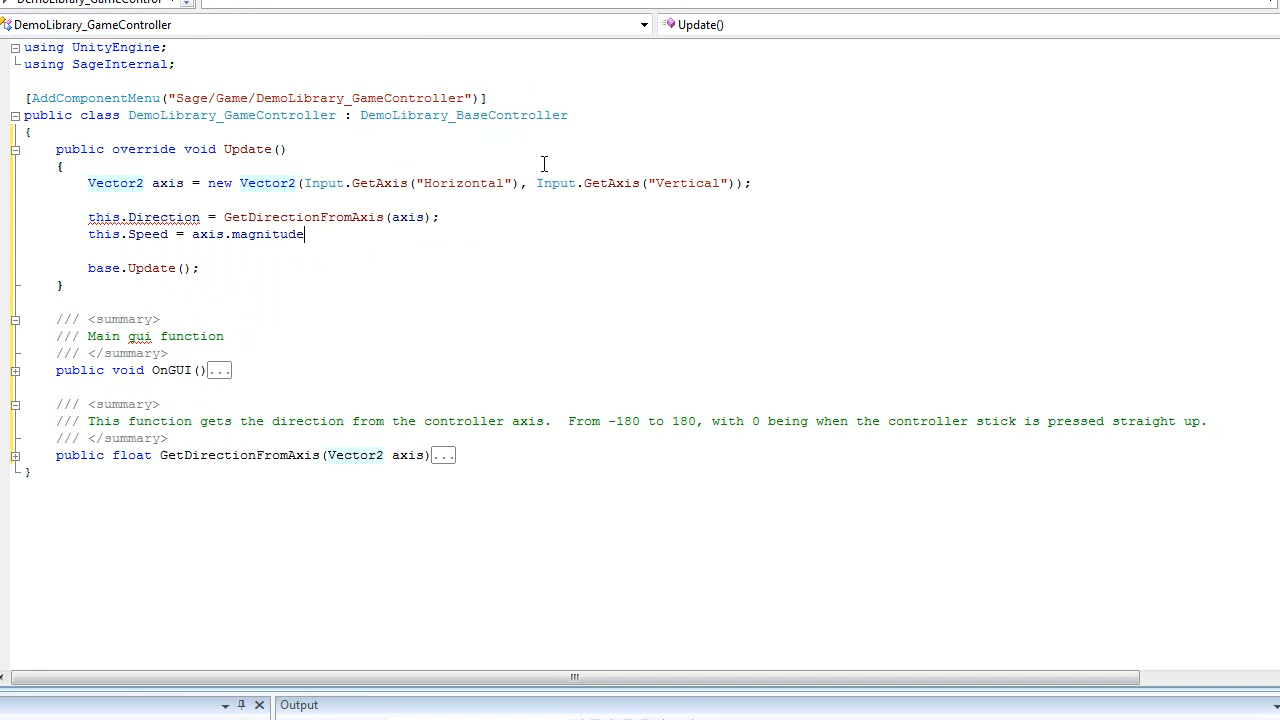 DemoLibrary_GameController
DemoLibrary_GameController
Update()
using UnityEngine;
using SageInternal;
[AddComponentMenu("Sage/Game/DemoLibrary_GameController")]
public class DemoLibrary_GameController : DemoLibrary_BaseController
{
public override void Update()
{
Vector2 axis = new Vector2(Input.GetAxis("Horizontal"), Input.GetAxis("Vertical"));
this.Direction = GetDirectionFromAxis(axis);
this.Speed = axis.magnitude
base.Update();
}
/// <summary>
/// Main gui function
/// </summary>
public void OnGUI()...
/// <summary>
/// This function gets the direction from the controller axis.  From -180 to 180, with 0 being when the controller stick is pressed straight up.
/// </summary>
public float GetDirectionFromAxis(Vector2 axis)...
}
Output